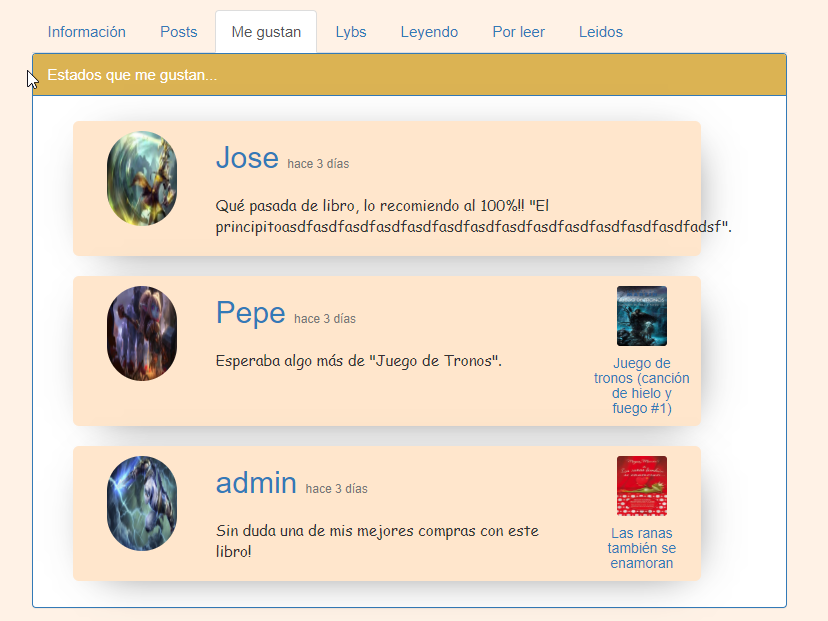 Información Posts Me gustan Lybs Leyendo Por leer Leidos
Estados que me gustan...
Jose hace 3 días
Qué pasada de libro, lo recomiendo al 100%!! "El
principitoasdfasdfasdfasdfasdfasdfasdfasdfasdfasdfasdfasdfasdfadsf".
Pepe hace 3 días
Esperaba algo más de "Juego de Tronos".
Juego de
tronos (canción
de hielo y
fuego #1)
admin hace 3 días
Sin duda una de mis mejores compras con este
libro!
Las ranas
también se
enamoran